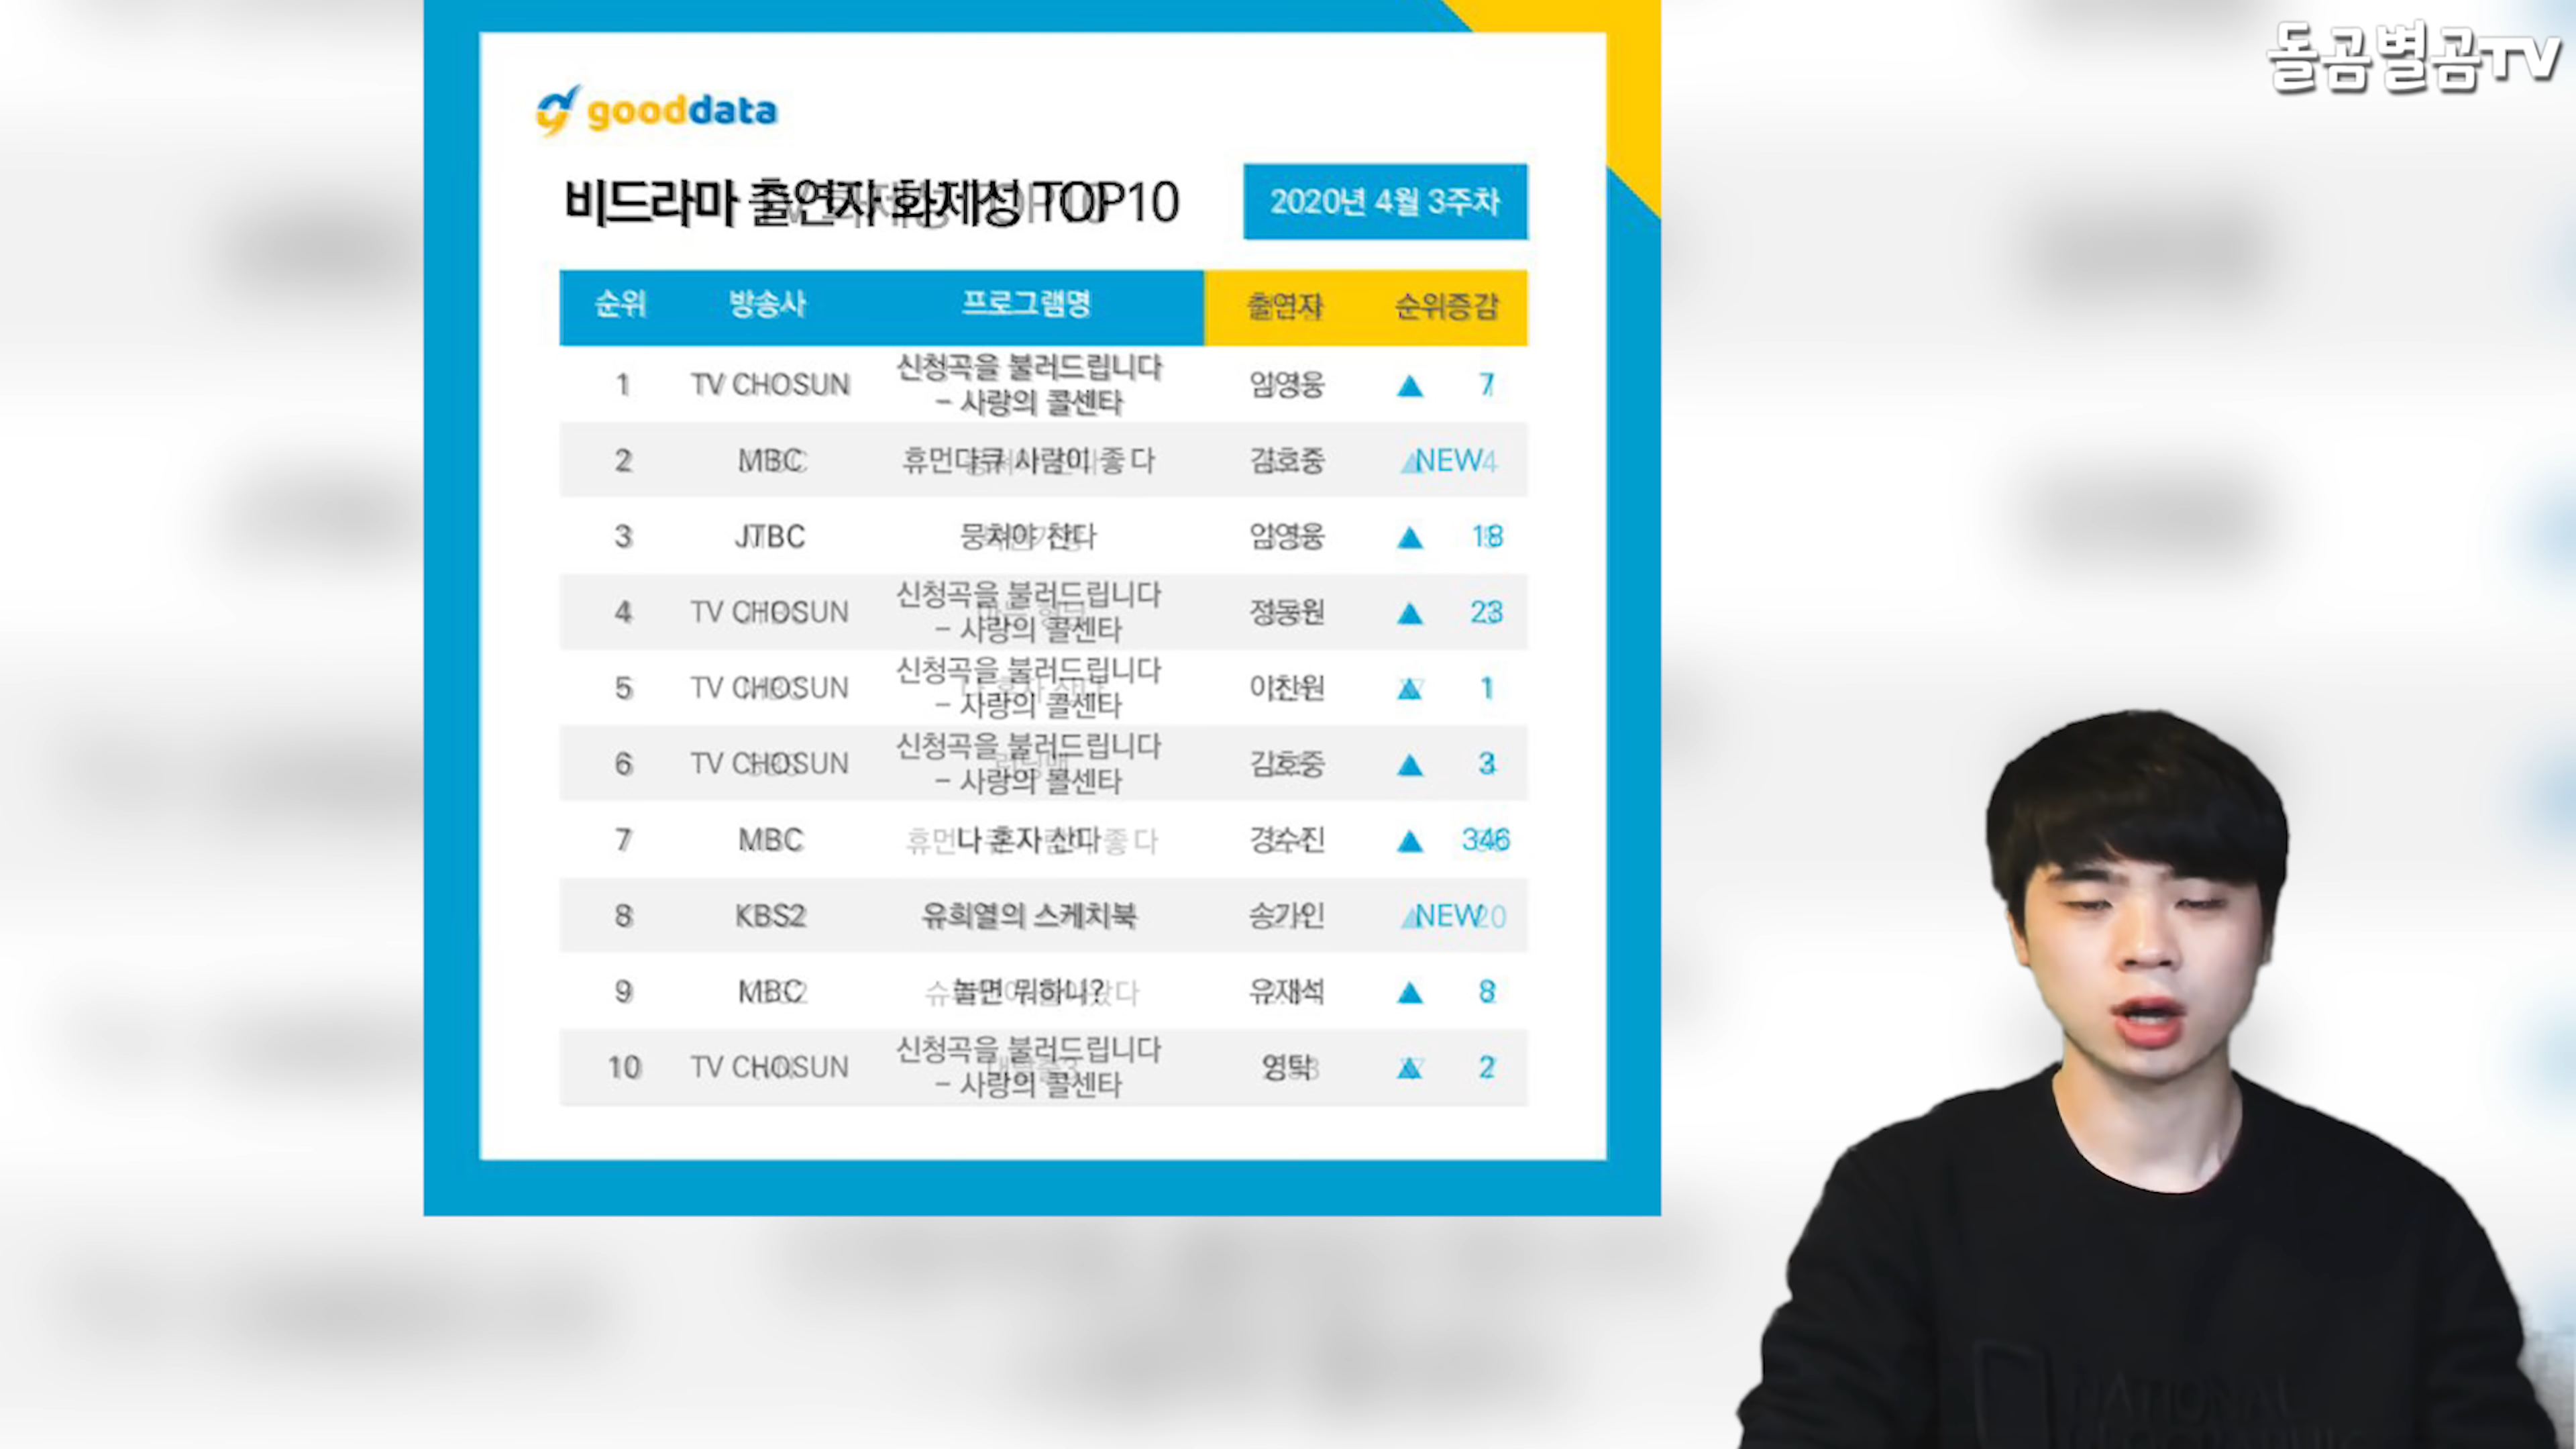 돌곰별곰TV
gooddata
비드라마 출연자 화제성 TOP10
2020년 4월 3주차
순위 방송사 프로그램명 출연자 순위증감
1 TV CHOSUN 신청곡을 불러드립니다 - 사랑의 콜센타 임영웅 ▲ 7
2 MBC 휴먼다큐 사람이 좋다 김호중 NEW
3 JTBC 뭉쳐야 찬다 임영웅 ▲ 18
4 TV CHOSUN 신청곡을 불러드립니다 - 사랑의 콜센타 정동원 ▲ 23
5 TV CHOSUN 신청곡을 불러드립니다 - 사랑의 콜센타 이찬원 ▲ 1
6 TV CHOSUN 신청곡을 불러드립니다 - 사랑의 콜센타 김호중 ▲ 3
7 MBC 나 혼자 산다 경수진 ▲ 346
8 KBS2 유희열의 스케치북 송가인 NEW
9 MBC 놀면 뭐하니? 유재석 ▲ 8
10 TV CHOSUN 신청곡을 불러드립니다 - 사랑의 콜센타 영탁 ▲ 2
NATIONAL